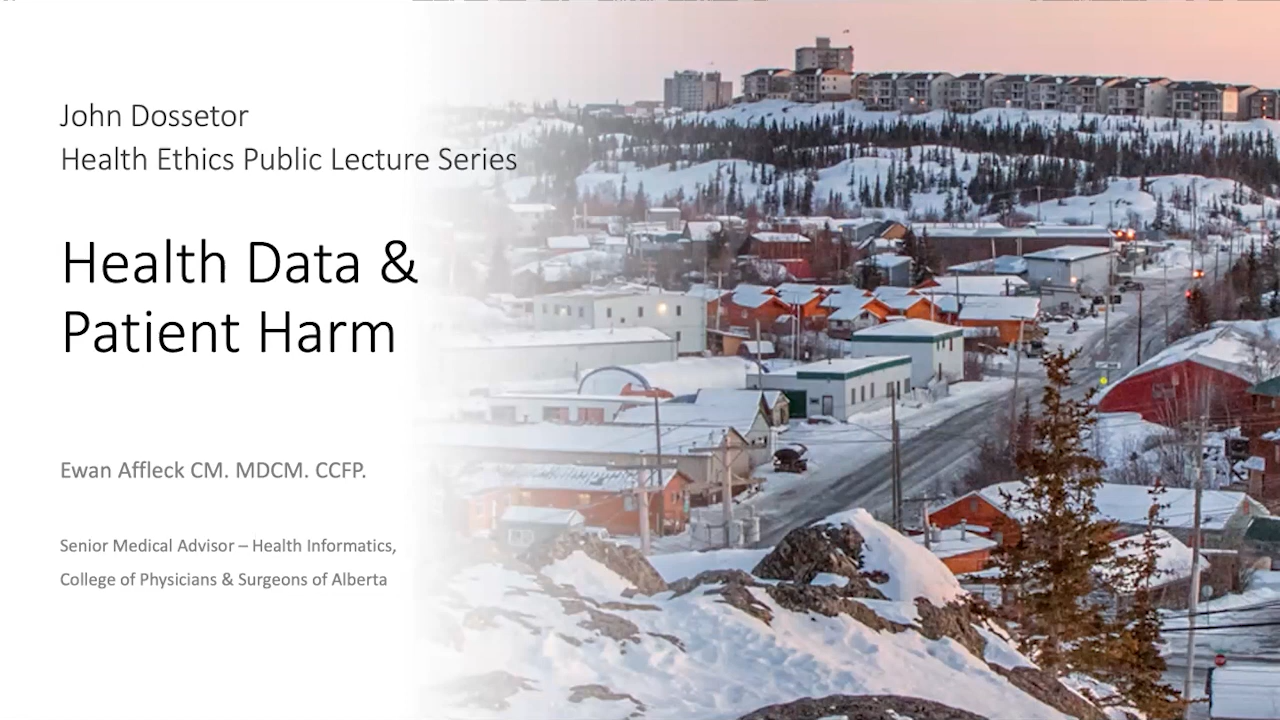 John Dossetor
Health Ethics Public Lecture Series
Health Data &
Patient Harm
Ewan Affleck CM. MDCM. CCFP.
Senior Medical Advisor – Health Informatics,
College of Physicians & Surgeons of Alberta